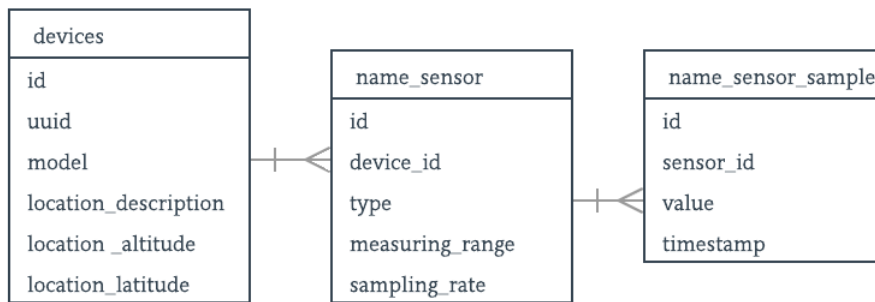 devices
id
uuid
model
location_description
location _altitude
location_latitude
name_sensor
id
device_id
type
measuring_range
sampling_rate
name_sensor_sample
id
sensor_id
value
timestamp